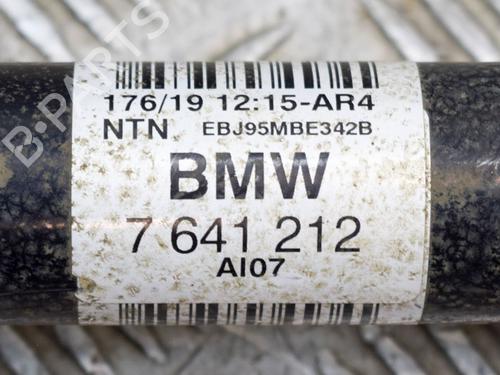 B-PARTS
176/19 12:15-AR4
NTN EBJ95MBE342B
BMW
7 641 212
AI07